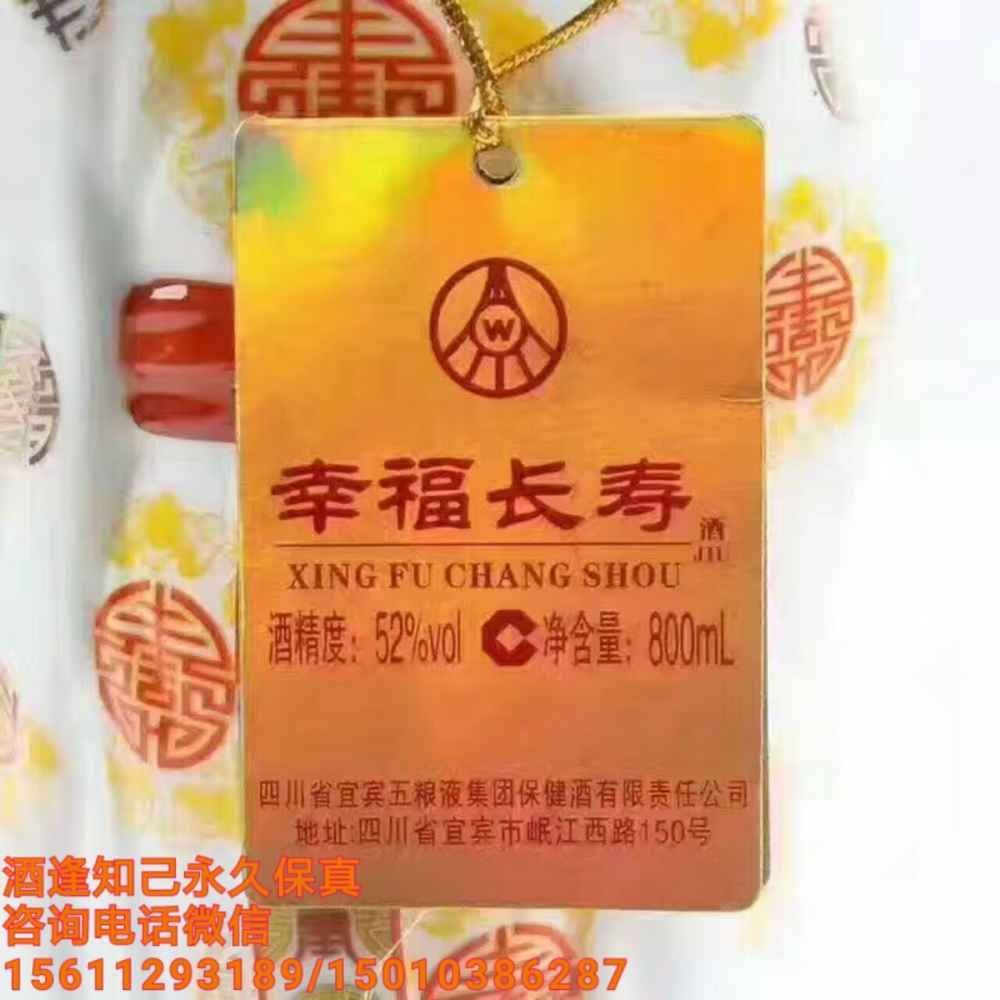 W
幸福长寿
酒
JIU
XING FU CHANG SHOU
酒精度：52%vol 净含量：800mL
四川省宜宾五粮液集团保健酒有限责任公司
地址:四川省宜宾市岷江西路150号
酒逢知己永久保真
咨询电话微信
15611293189/15010386287